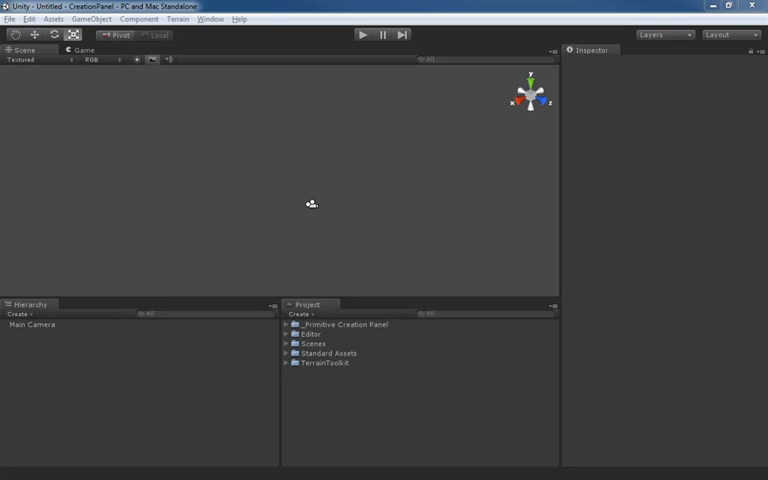 Unity - Untitled - CreationPanel - PC and Mac Standalone
File Edit Assets GameObject Component Terrain Window Help
Pivot Local Layers Layout
Scene Game Inspector
Textured RGB All
y
x z
Hierarchy Project
Create All Create All
Main Camera _Primitive Creation Panel
Editor
Scenes
Standard Assets
TerrainToolkit